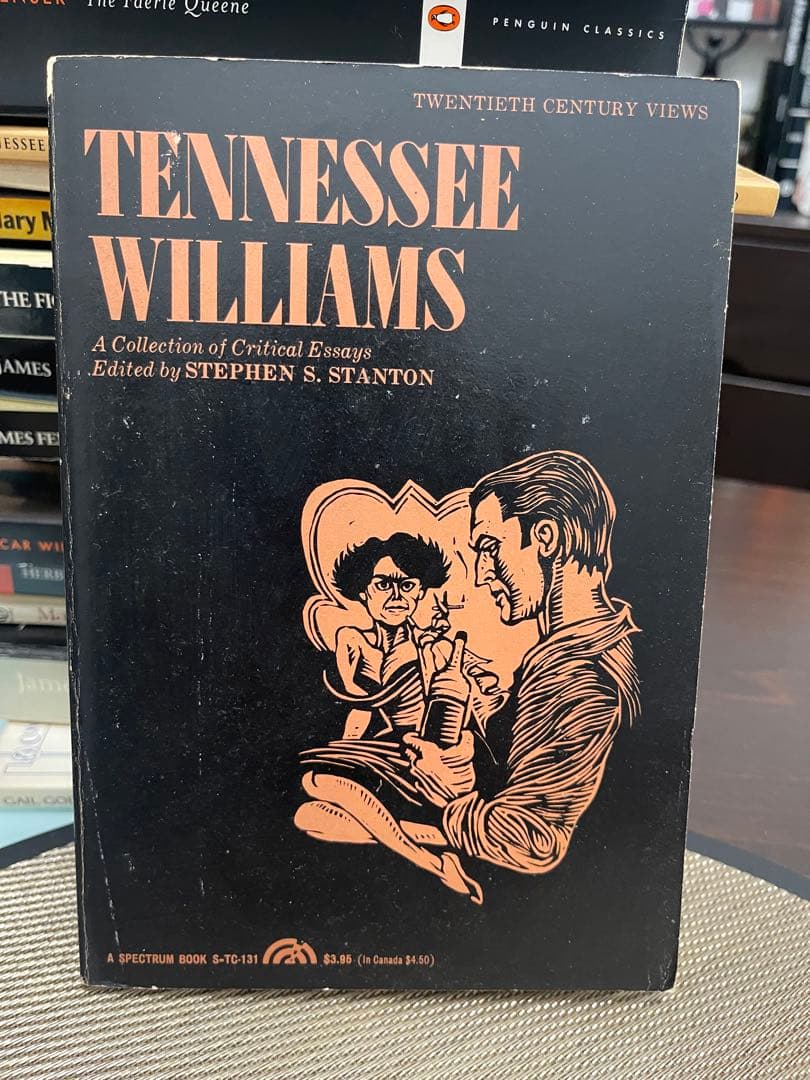 The Faerie Queene
PENGUIN CLASSICS
TWENTIETH CENTURY VIEWS
TENNESSEE
WILLIAMS
A Collection of Critical Essays
Edited by STEPHEN S. STANTON
JAMES
A SPECTRUM BOOK S-TC-131 $3.95 (In Canada $4.50)